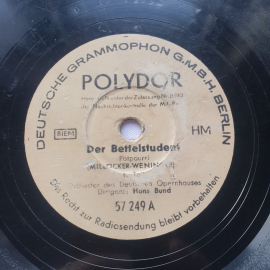 DEUTSCHE GRAMMOPHON G.M.B.H. BERLIN
POLYDOR
BIEM
HM
Der Bettelstudent
Potpourri
Orchester des Deutschen Opernhauses
Dirigent: Hans Bund
57 249 A
Das Recht zur Radiosendung bleibt vorbehalten